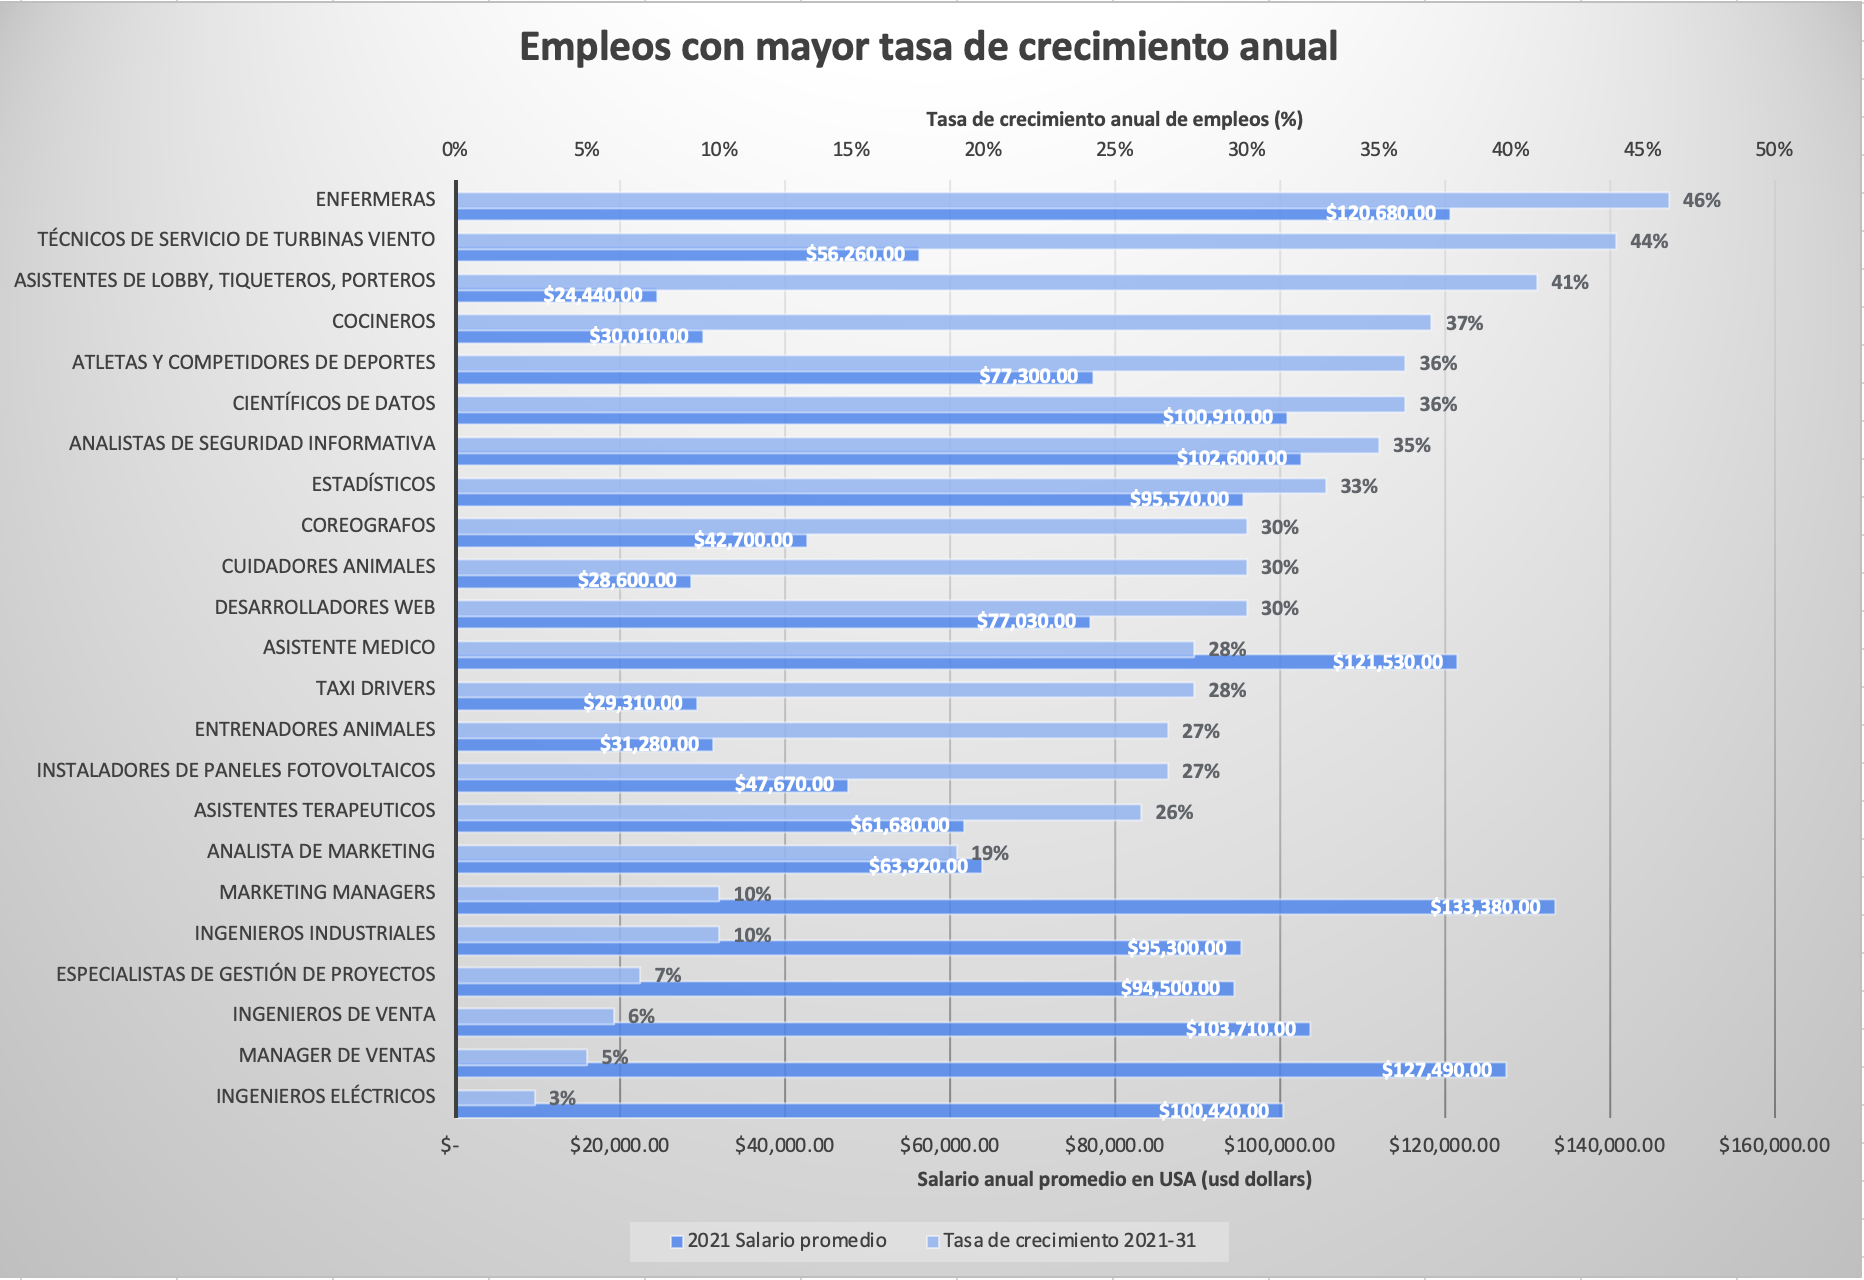 Empleos con mayor tasa de crecimiento anual
Tasa de crecimiento anual de empleos (%)
0% 5% 10% 15% 20% 25% 30% 35% 40% 45% 50%
ENFERMERAS 46% $120,680.00
TÉCNICOS DE SERVICIO DE TURBINAS VIENTO 44% $56,260.00
ASISTENTES DE LOBBY, TIQUETEROS, PORTEROS 41% $24,440.00
COCINEROS 37% $30,010.00
ATLETAS Y COMPETIDORES DE DEPORTES 36% $77,300.00
CIENTÍFICOS DE DATOS 36% $100,910.00
ANALISTAS DE SEGURIDAD INFORMATIVA 35% $102,600.00
ESTADÍSTICOS 33% $95,570.00
COREOGRAFOS 30% $42,700.00
CUIDADORES ANIMALES 30% $28,600.00
DESARROLLADORES WEB 30% $77,030.00
ASISTENTE MEDICO 28% $121,530.00
TAXI DRIVERS 28% $29,310.00
ENTRENADORES ANIMALES 27% $31,280.00
INSTALADORES DE PANELES FOTOVOLTAICOS 27% $47,670.00
ASISTENTES TERAPEUTICOS 26% $61,680.00
ANALISTA DE MARKETING 19% $63,920.00
MARKETING MANAGERS 10% $133,380.00
INGENIEROS INDUSTRIALES 10% $95,300.00
ESPECIALISTAS DE GESTIÓN DE PROYECTOS 7% $94,500.00
INGENIEROS DE VENTA 6% $103,710.00
MANAGER DE VENTAS 5% $127,490.00
INGENIEROS ELÉCTRICOS 3% $100,420.00
$- $20,000.00 $40,000.00 $60,000.00 $80,000.00 $100,000.00 $120,000.00 $140,000.00 $160,000.00
Salario anual promedio en USA (usd dollars)
2021 Salario promedio Tasa de crecimiento 2021-31